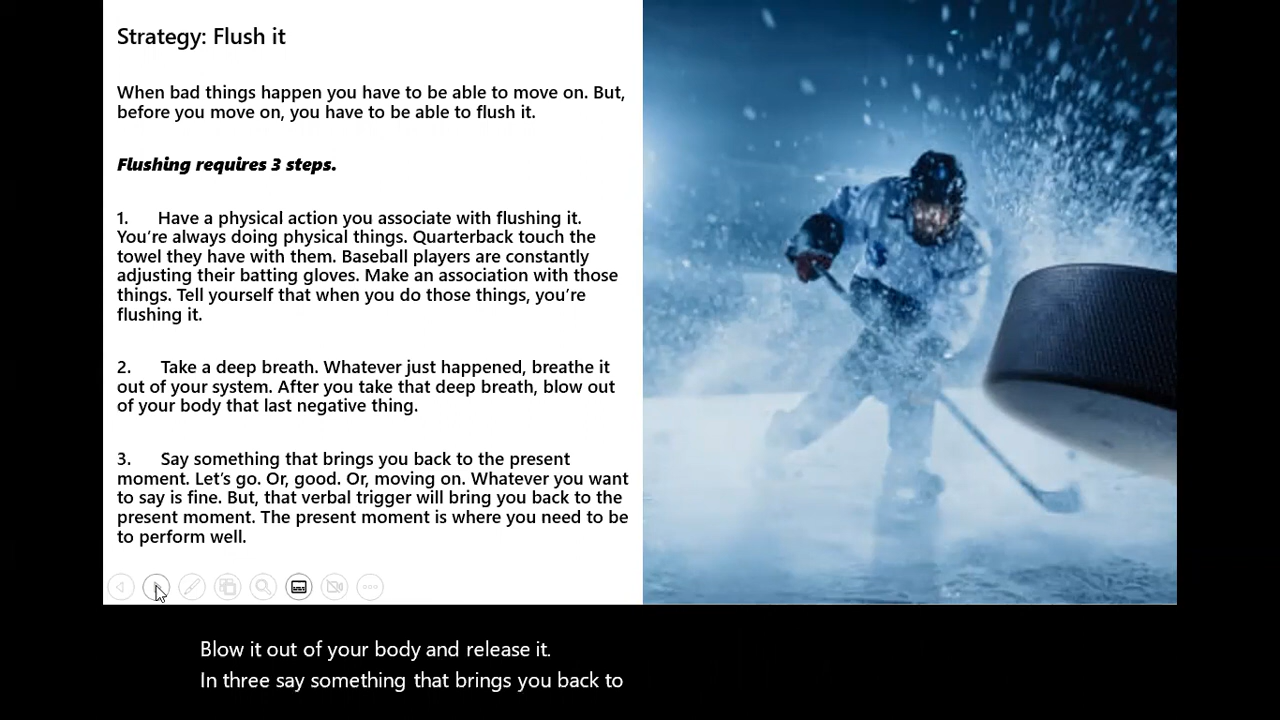 Strategy: Flush it
When bad things happen you have to be able to move on. But,
before you move on, you have to be able to flush it.
Flushing requires 3 steps.
1. Have a physical action you associate with flushing it.
You’re always doing physical things. Quarterback touch the
towel they have with them. Baseball players are constantly
adjusting their batting gloves. Make an association with those
things. Tell yourself that when you do those things, you’re
flushing it.
2. Take a deep breath. Whatever just happened, breathe it
out of your system. After you take that deep breath, blow out
of your body that last negative thing.
3. Say something that brings you back to the present
moment. Let’s go. Or, good. Or, moving on. Whatever you want
to say is fine. But, that verbal trigger will bring you back to the
present moment. The present moment is where you need to be
to perform well.
Blow it out of your body and release it.
In three say something that brings you back to